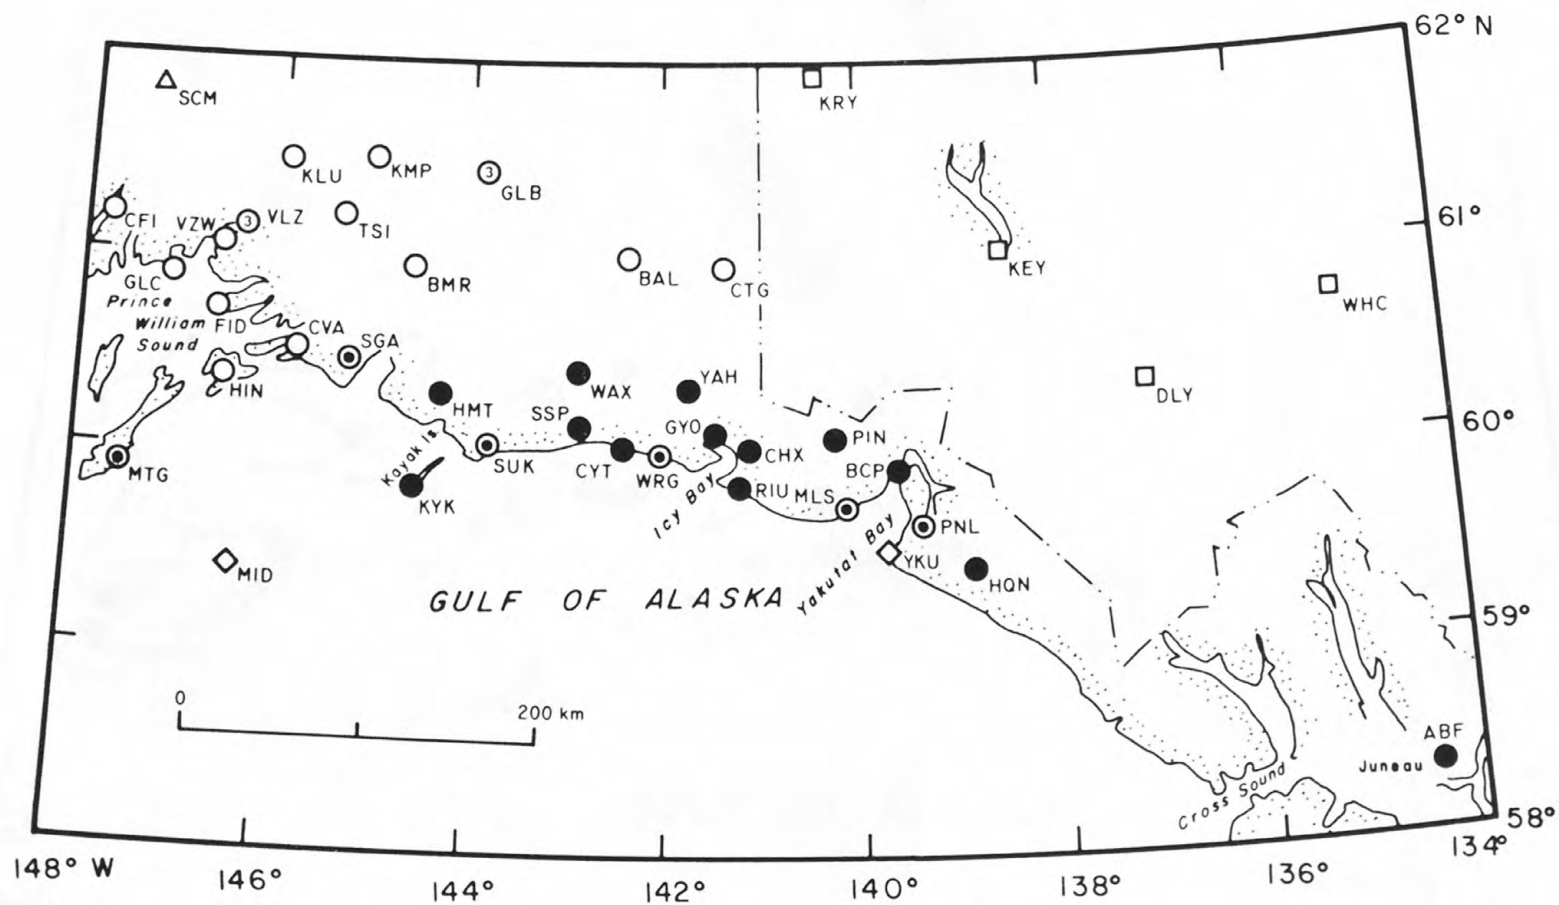 62° N
SCM
KRY
KLU
KMP
3
GLB
CFI
VZW
3
VLZ
TSI
61°
GLC
BMR
BAL
CTG
KEY
WHC
Prince
William
Sound
FID
CVA
SGA
HIN
HMT
WAX
YAH
DLY
60°
SSP
GYO
CHX
PIN
MTG
Kayak Is.
SUK
CYT
WRG
BCP
KYK
Icy Bay
RIU
MLS
PNL
Yakutat Bay
YKU
HQN
MID
GULF OF ALASKA
59°
0
200 km
ABF
Juneau
Cross Sound
58°
148° W
146°
144°
142°
140°
138°
136°
134°